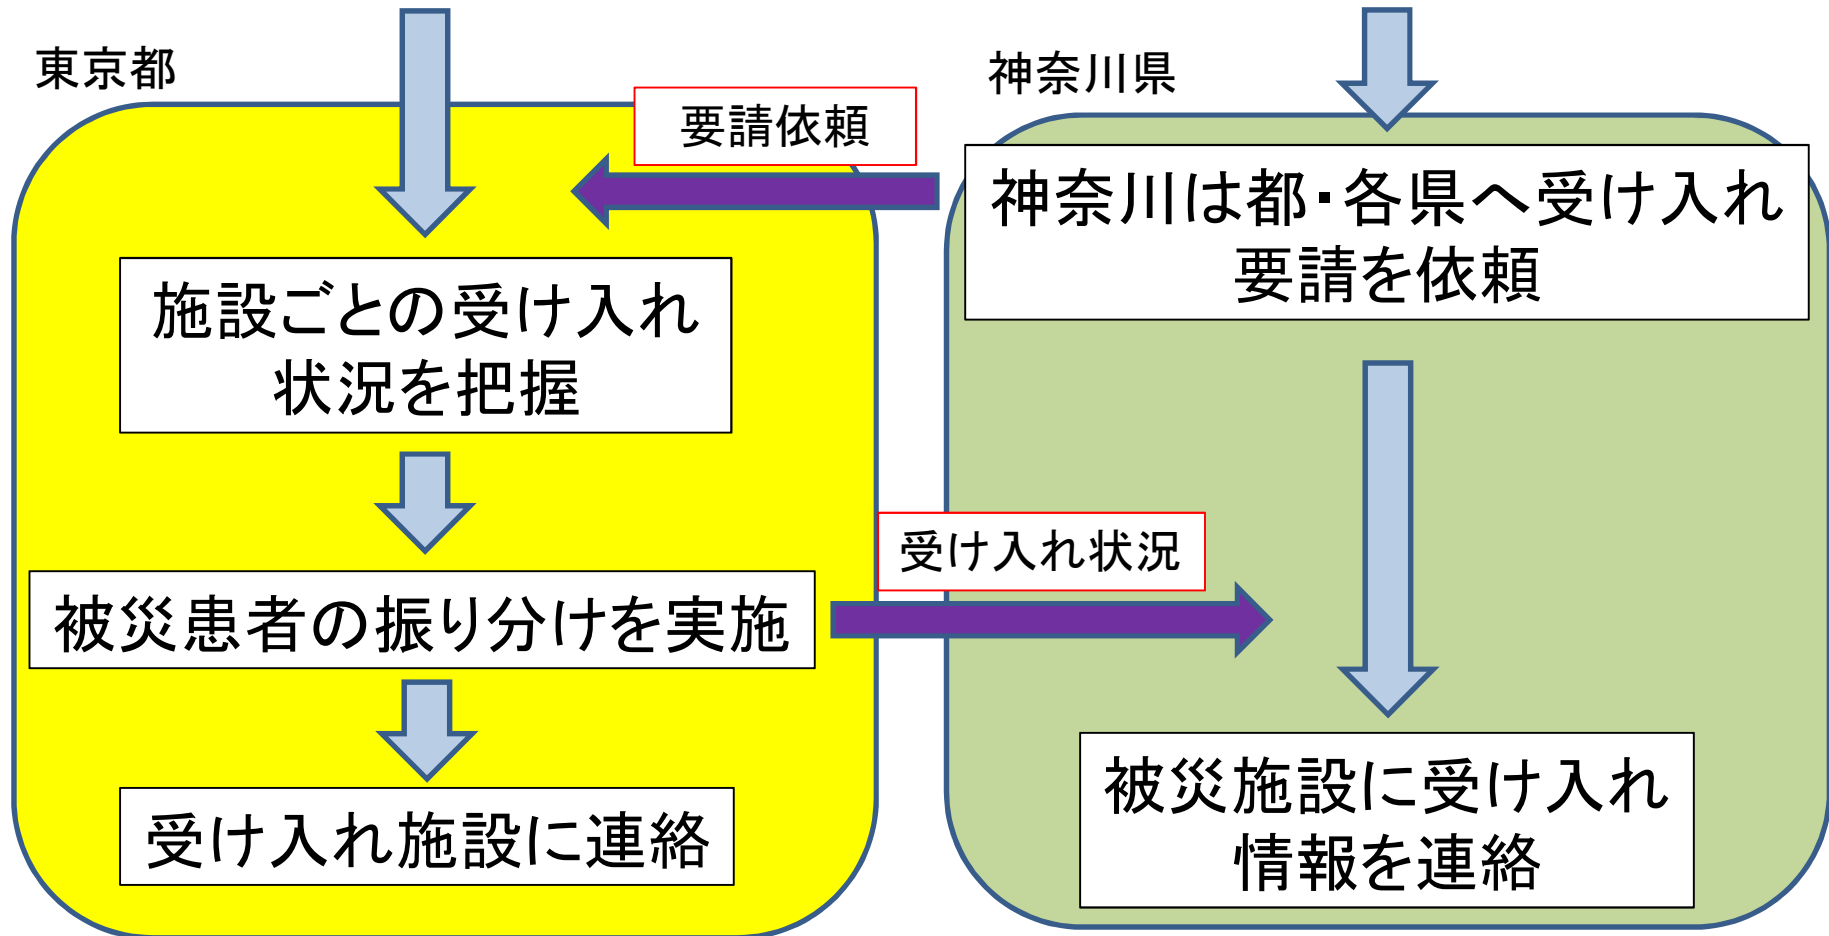 東京都
要請依頼
施設ごとの受け入れ
状況を把握
被災患者の振り分けを実施
受け入れ施設に連絡
受け入れ状況
神奈川県
神奈川は都・各県へ受け入れ
要請を依頼
被災施設に受け入れ
情報を連絡